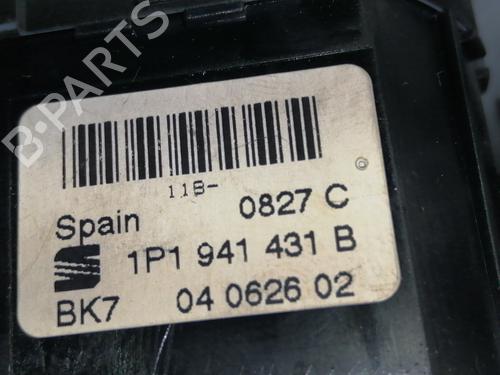 B-PARTS
11B-
Spain 0827 C
1P1 941 431 B
BK7 04 0626 02